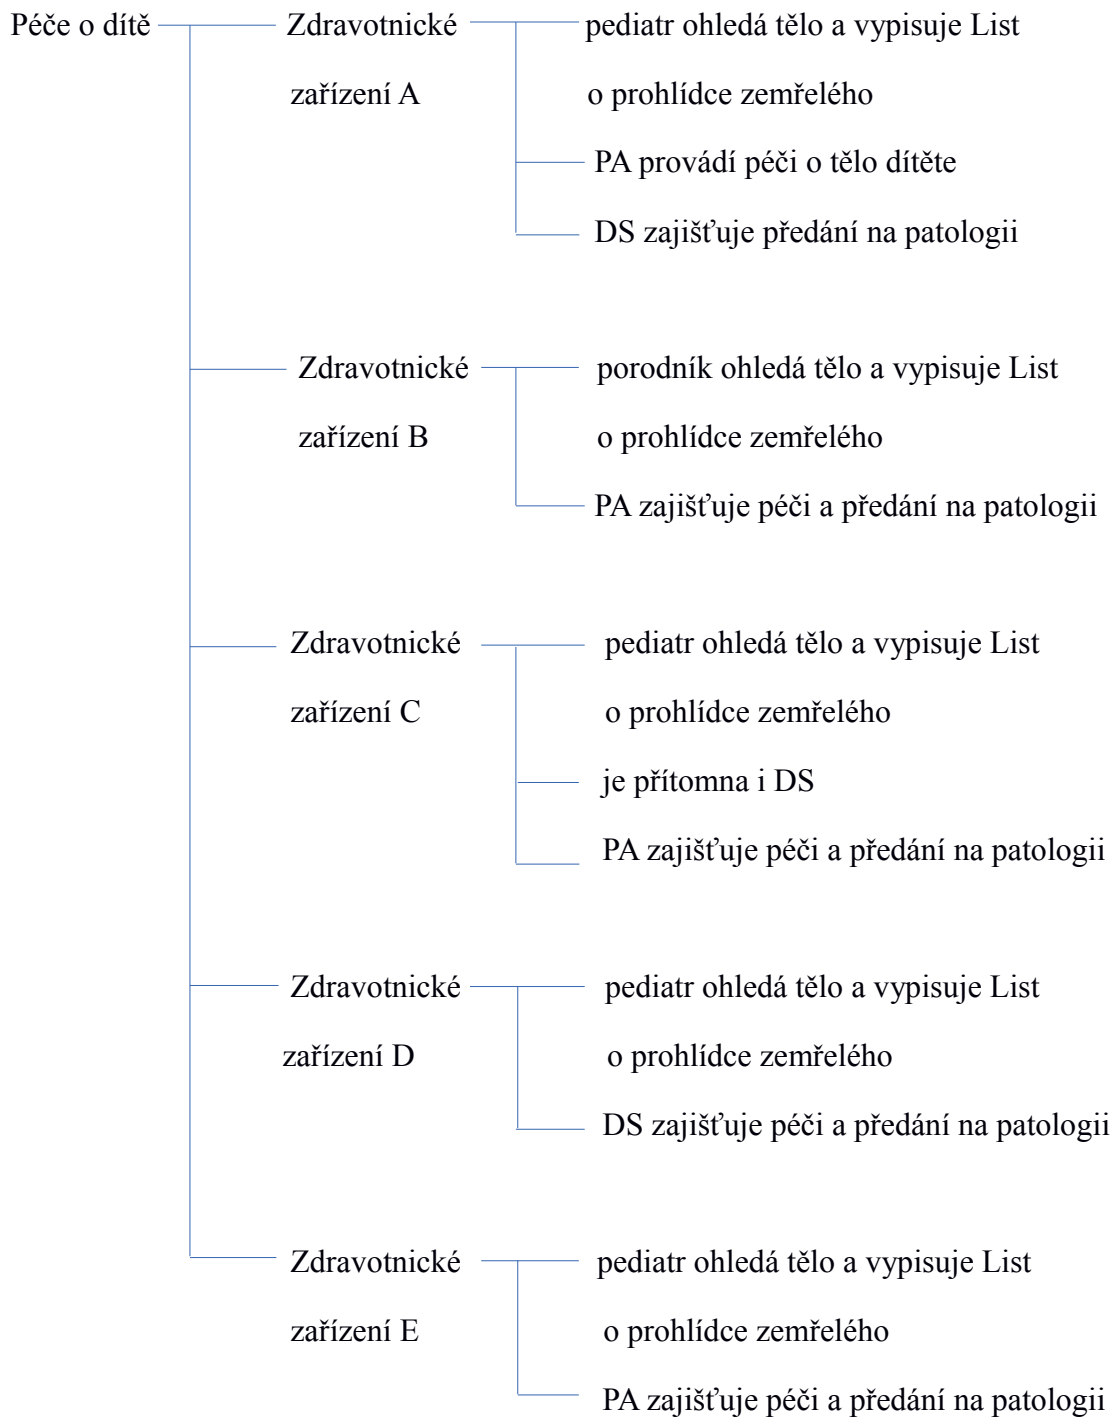 Péče o dítě Zdravotnické pediatr ohledá tělo a vypisuje List
zařízení A o prohlídce zemřelého
PA provádí péči o tělo dítěte
DS zajišťuje předání na patologii
Zdravotnické porodník ohledá tělo a vypisuje List
zařízení B o prohlídce zemřelého
PA zajišťuje péči a předání na patologii
Zdravotnické pediatr ohledá tělo a vypisuje List
zařízení C o prohlídce zemřelého
je přítomna i DS
PA zajišťuje péči a předání na patologii
Zdravotnické pediatr ohledá tělo a vypisuje List
zařízení D o prohlídce zemřelého
DS zajišťuje péči a předání na patologii
Zdravotnické pediatr ohledá tělo a vypisuje List
zařízení E o prohlídce zemřelého
PA zajišťuje péči a předání na patologii